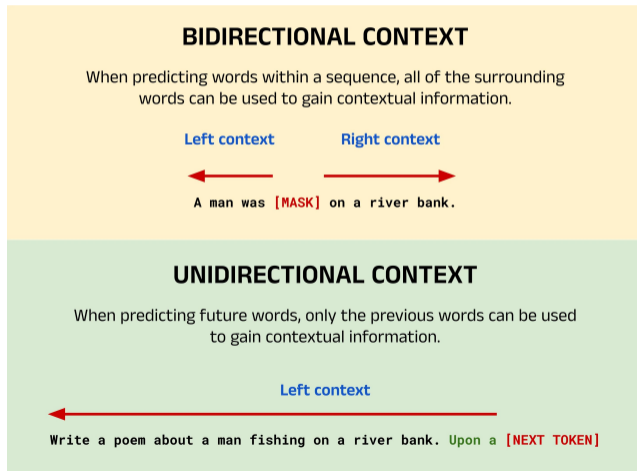 BIDIRECTIONAL CONTEXT
When predicting words within a sequence, all of the surrounding
words can be used to gain contextual information.
Left context Right context
A man was [MASK] on a river bank.
UNIDIRECTIONAL CONTEXT
When predicting future words, only the previous words can be used
to gain contextual information.
Left context
Write a poem about a man fishing on a river bank. Upon a [NEXT TOKEN]